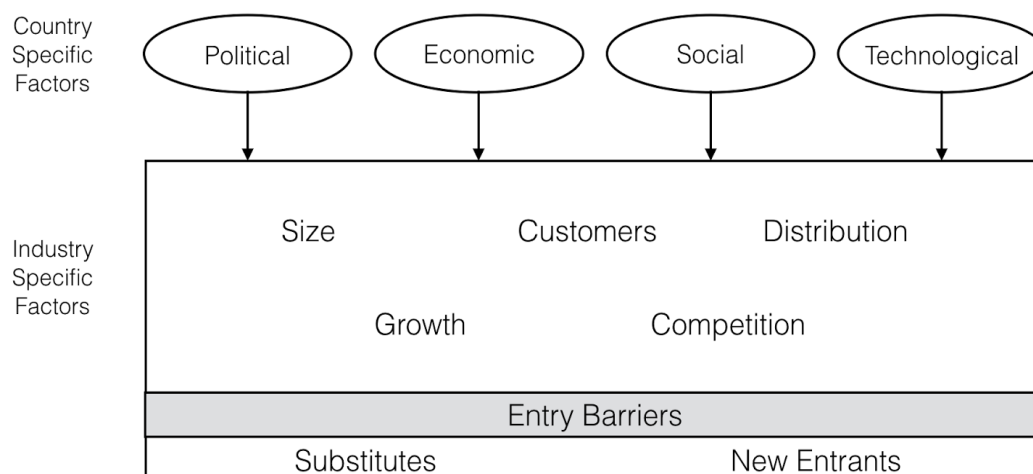 Country
Specific
Factors
Political
Economic
Social
Technological
Industry
Specific
Factors
Size
Customers
Distribution
Growth
Competition
Entry Barriers
Substitutes
New Entrants